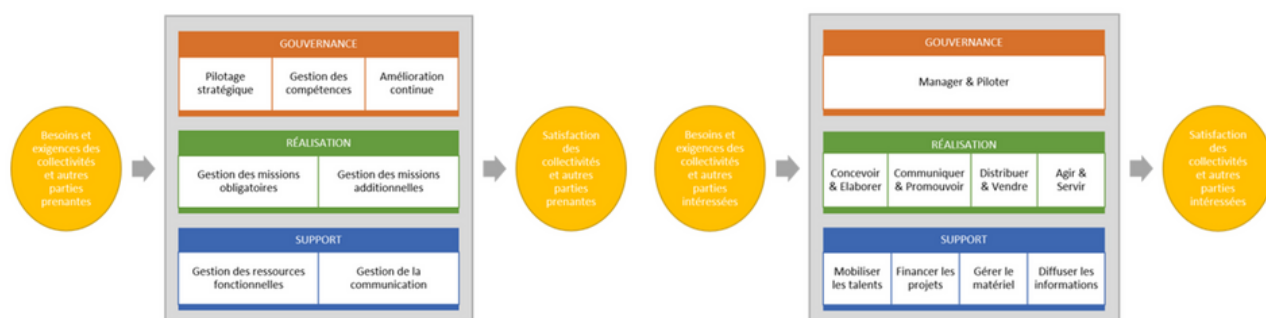 Besoins et
exigences des
collectivités
et autres
parties
prenantes
GOUVERNANCE
Pilotage
stratégique
Gestion des
compétences
Amélioration
continue
RÉALISATION
Gestion des missions
obligatoires
Gestion des missions
additionnelles
SUPPORT
Gestion des ressources
fonctionnelles
Gestion de la
communication
Satisfaction
des
collectivités
et autres
parties
prenantes
Besoins et
exigences des
collectivités
et autres
parties
intéressées
GOUVERNANCE
Manager & Piloter
RÉALISATION
Concevoir
& Elaborer
Communiquer
& Promouvoir
Distribuer
& Vendre
Agir &
Servir
SUPPORT
Mobiliser
les talents
Financer les
projets
Gérer le
matériel
Diffuser les
informations
Satisfaction
des
collectivités
et autres
parties
intéressées